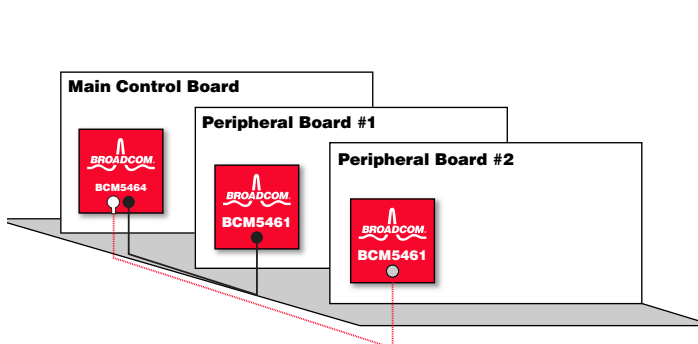 Main Control Board
BROADCOM.
BCM5464
Peripheral Board #1
BROADCOM.
BCM5461
Peripheral Board #2
BROADCOM.
BCM5461